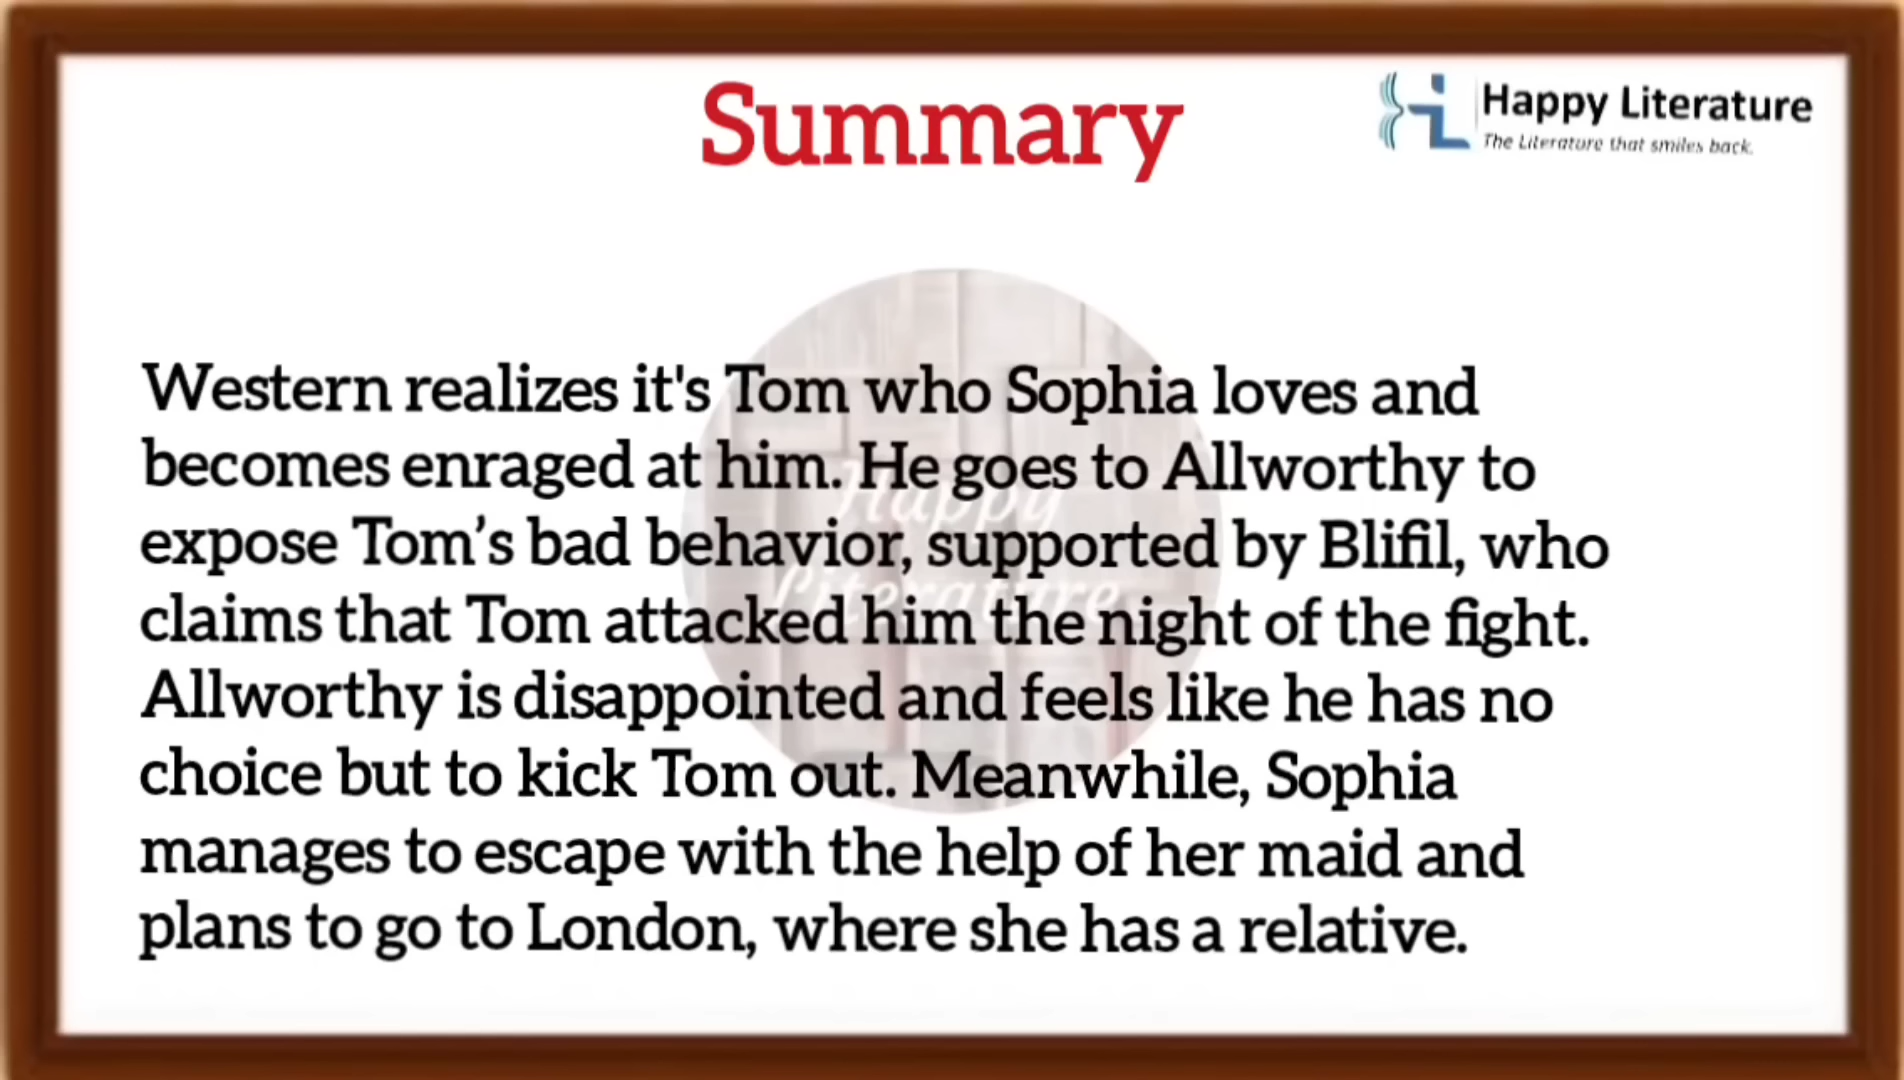 Summary
Happy Literature
The Literature that smiles back.
Western realizes it's Tom who Sophia loves and
becomes enraged at him. He goes to Allworthy to
expose Tom’s bad behavior, supported by Blifil, who
claims that Tom attacked him the night of the fight.
Allworthy is disappointed and feels like he has no
choice but to kick Tom out. Meanwhile, Sophia
manages to escape with the help of her maid and
plans to go to London, where she has a relative.
Happy
Literature